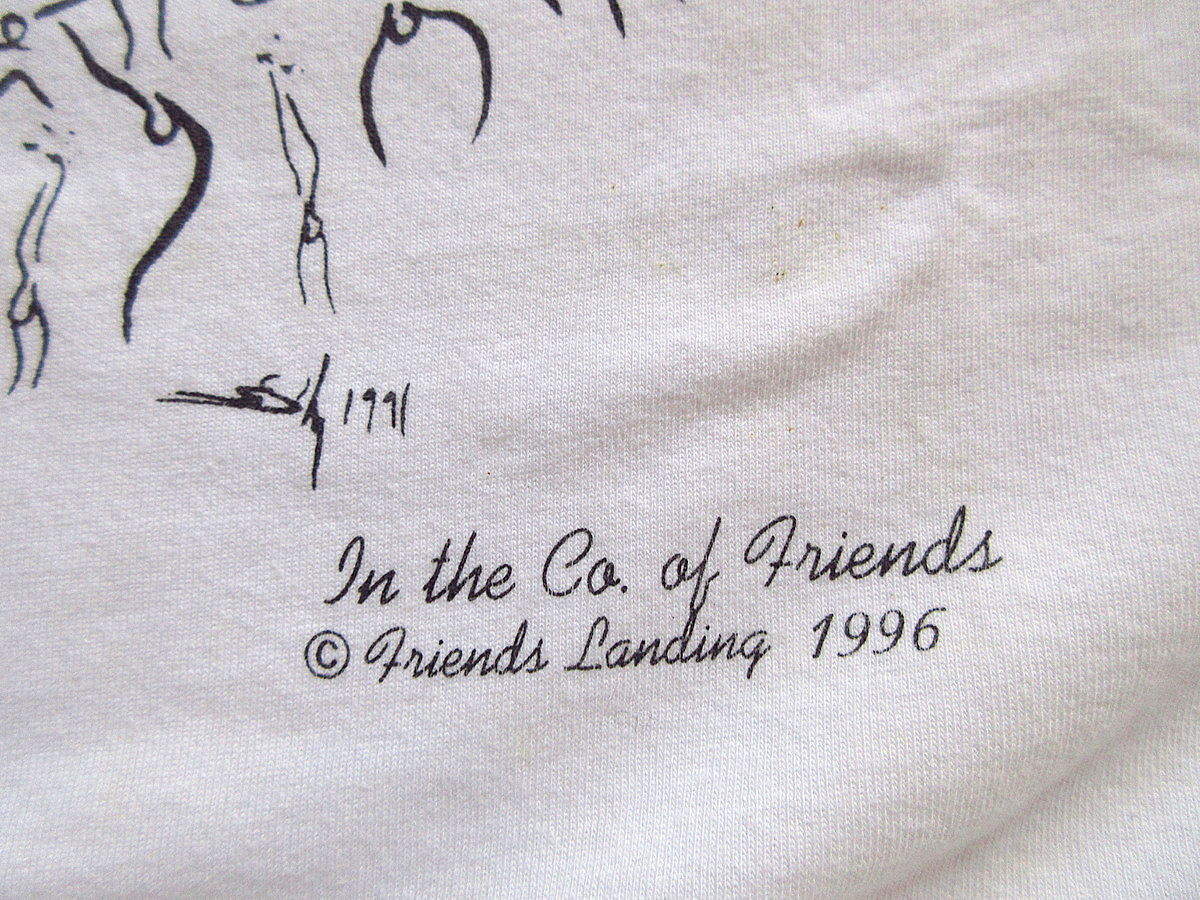 1991
In the Co. of Friends
© Friends Landing 1996